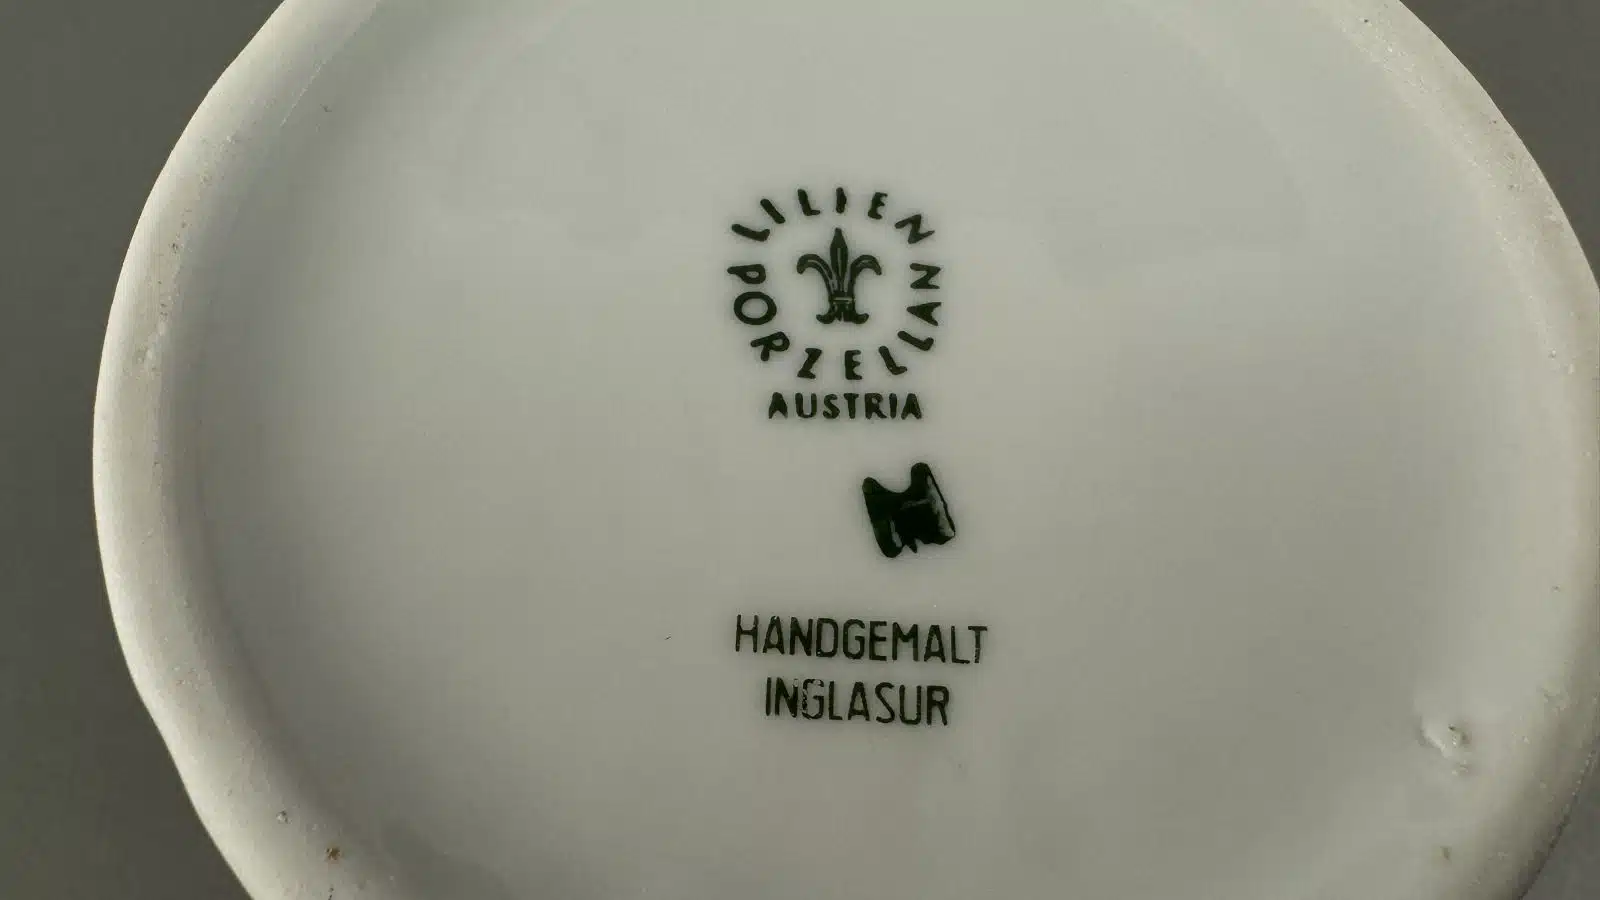 LILIEN
PORZELLAN
AUSTRIA
HANDGEMALT
INGLASUR